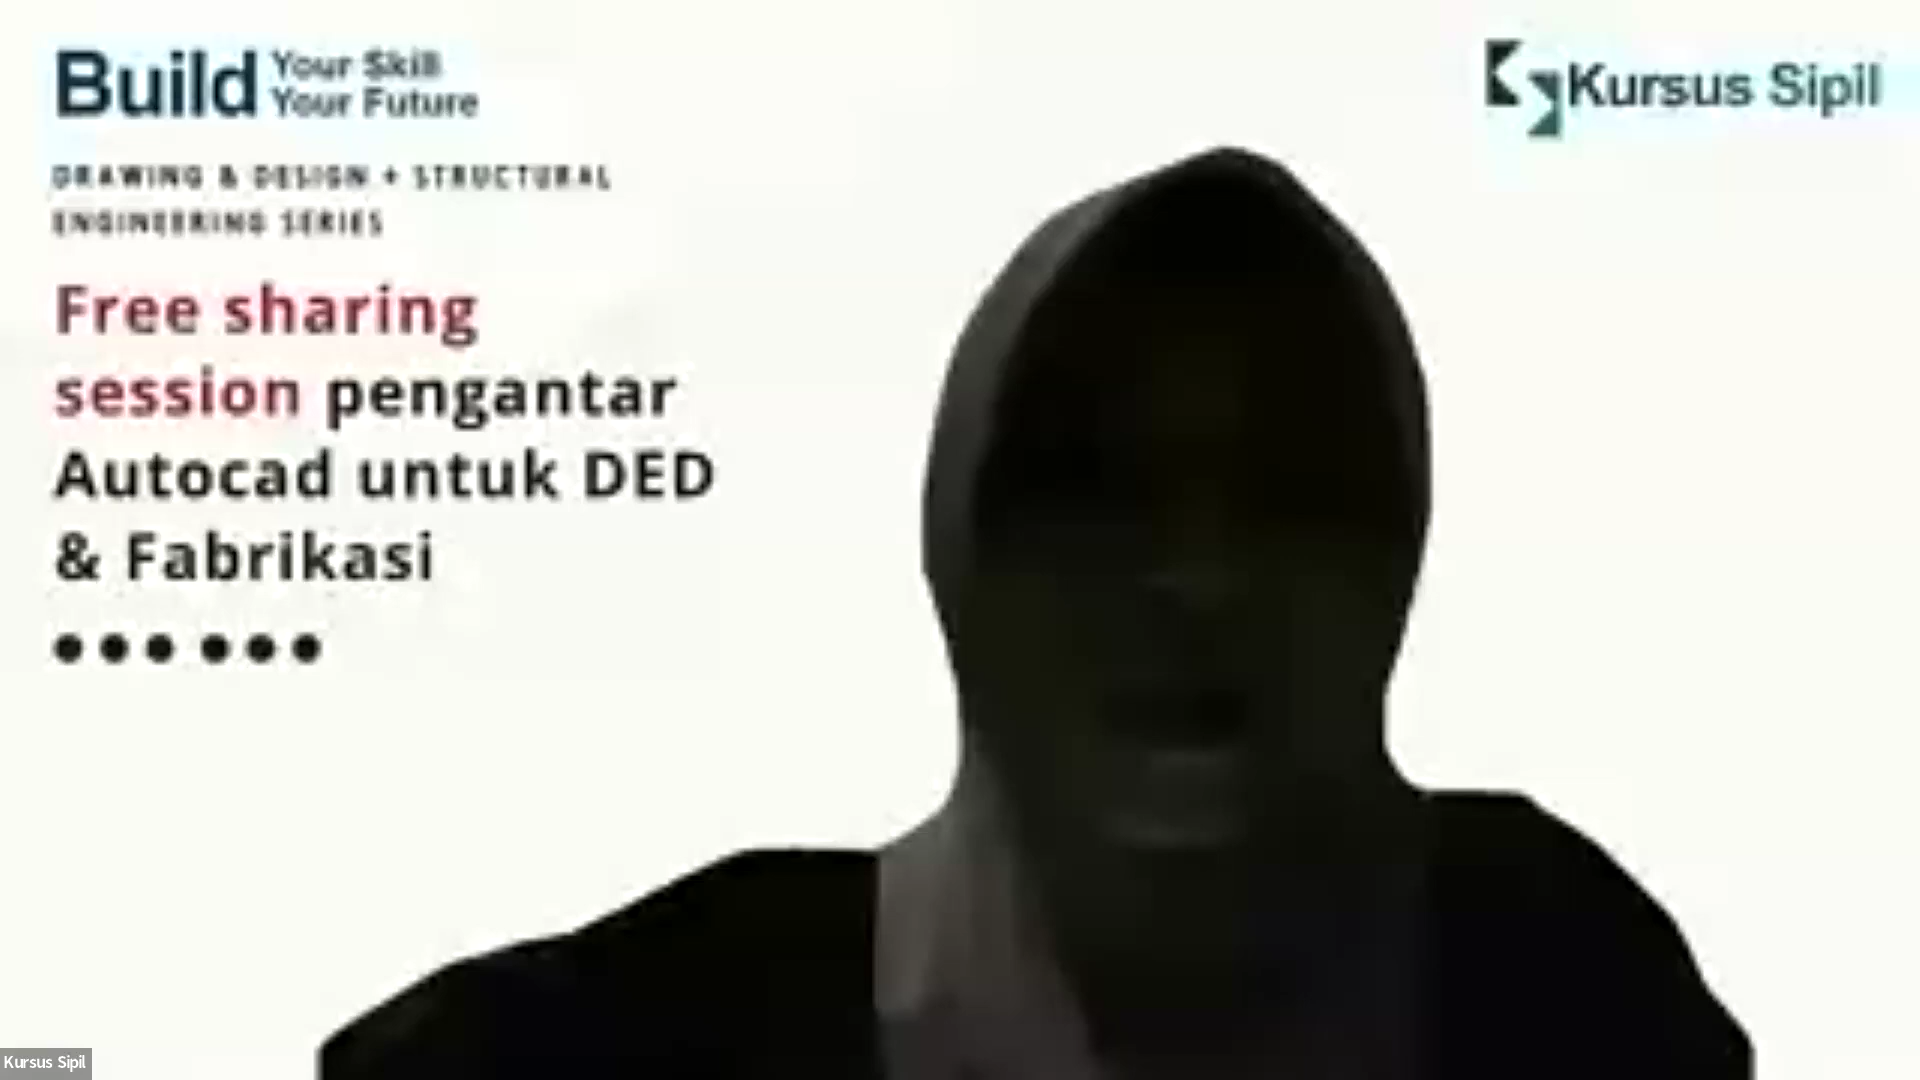 Build
Your Skill
Your Future
Kursus Sipil
DRAWING & DESIGN + STRUCTURAL
ENGINEERING SERIES
Free sharing
session pengantar
Autocad untuk DED
& Fabrikasi
Kursus Sipil